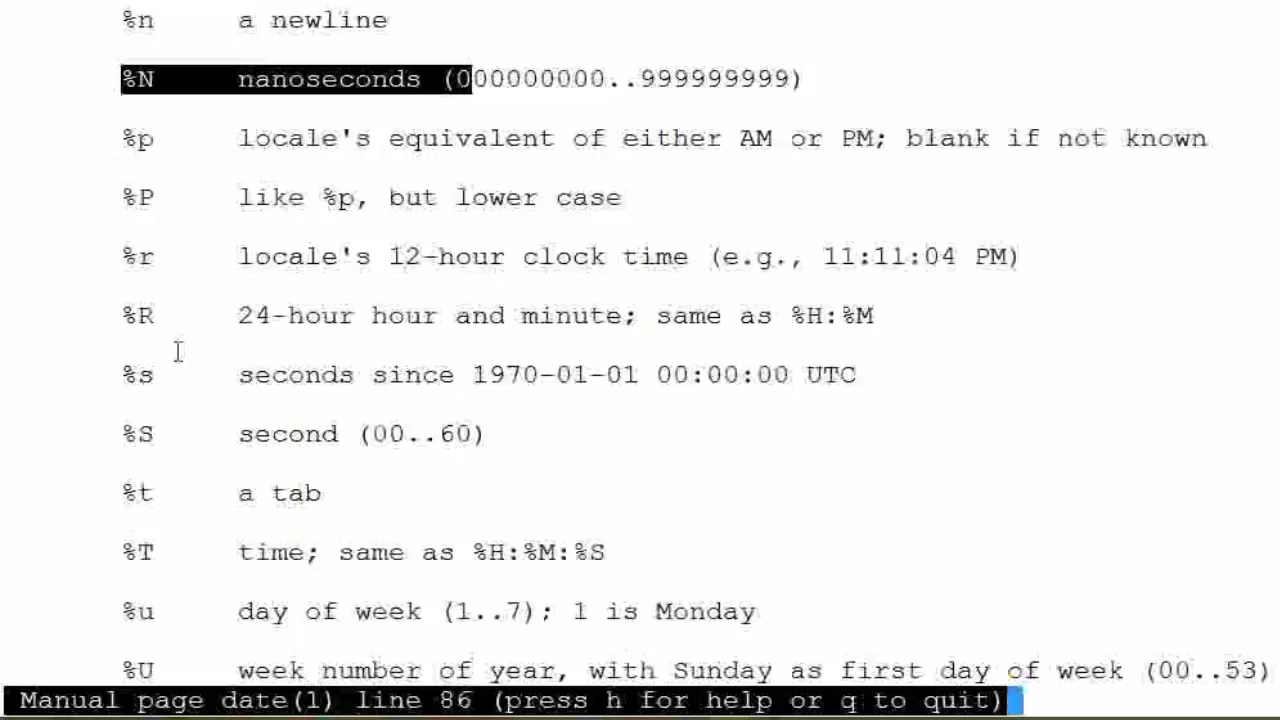 %n a newline
%N nanoseconds (000000000..999999999)
%p locale's equivalent of either AM or PM; blank if not known
%P like %p, but lower case
%r locale's 12-hour clock time (e.g., 11:11:04 PM)
%R 24-hour hour and minute; same as %H:%M
%s seconds since 1970-01-01 00:00:00 UTC
%S second (00..60)
%t a tab
%T time; same as %H:%M:%S
%u day of week (1..7); 1 is Monday
%U week number of year, with Sunday as first day of week (00..53)
Manual page date(1) line 86 (press h for help or q to quit)